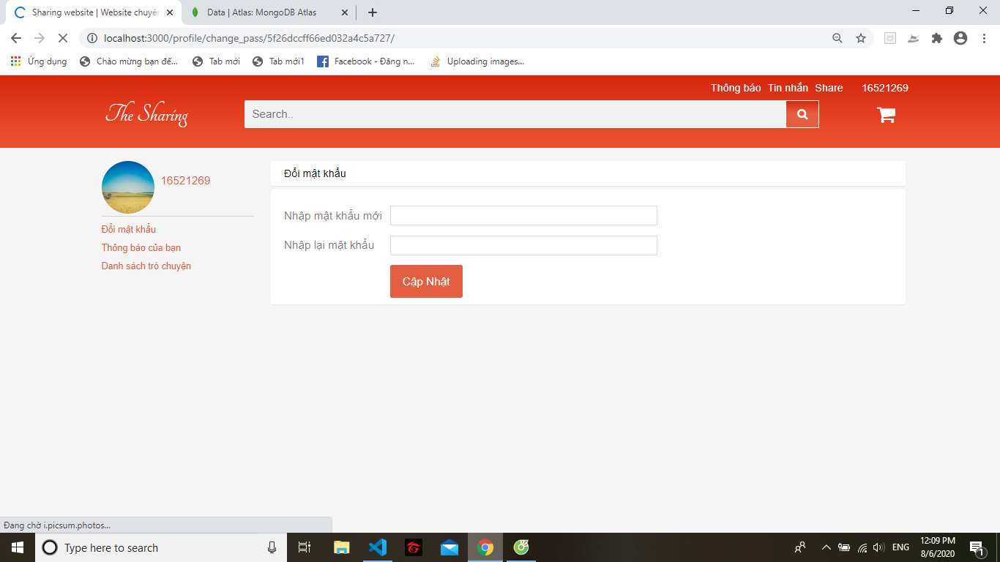 Sharing website | Website chuyên
Data | Atlas: MongoDB Atlas
localhost:3000/profile/change_pass/5f26dccff66ed032a4c5a727/
Ứng dụng
Chào mừng bạn đế...
Tab mới
Tab mới1
Facebook - Đăng n...
Uploading images...
Thông báo Tin nhắn Share 16521269
The Sharing
Search..
16521269
Đổi mật khẩu
Thông báo của bạn
Danh sách trò chuyện
Đổi mật khẩu
Nhập mật khẩu mới
Nhập lại mật khẩu
Cập Nhật
Đang chờ i.picsum.photos...
Type here to search
ENG
12:09 PM
8/6/2020
1